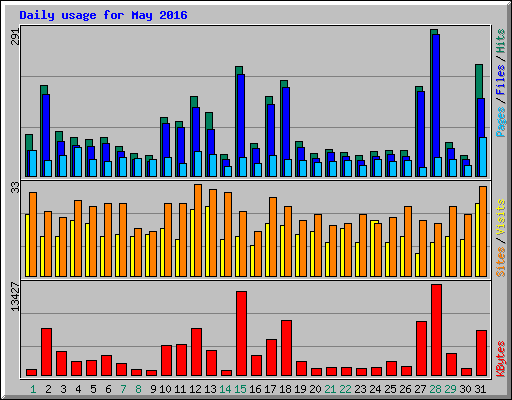 Daily usage for May 2016
291
Pages / Files / Hits
33
Sites / Visits
13427
KBytes
1 2 3 4 5 6 7 8 9 10 11 12 13 14 15 16 17 18 19 20 21 22 23 24 25 26 27 28 29 30 31